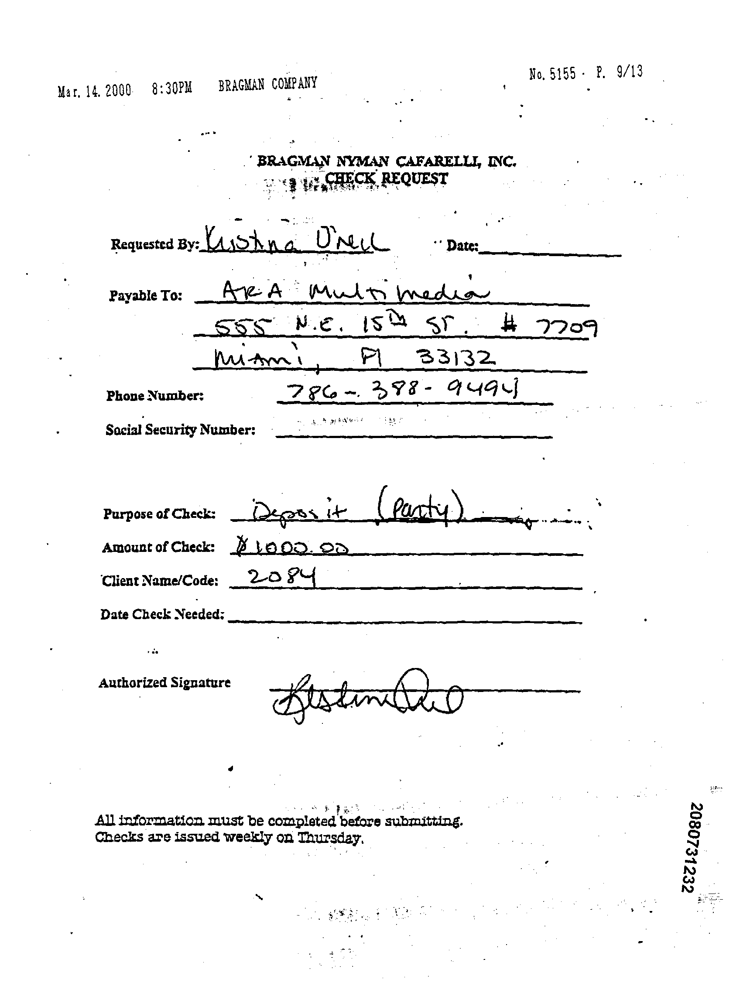 Mar. 14. 2000 8:30PM BRAGMAN COMPANY No. 5155 - P. 9/13
BRAGMAN NYMAN CAFARELLI, INC.
CHECK REQUEST
Requested By: Kristina O'Neil Date:
Payable To: AKA Multimedia
555 N.E. 15th ST. # 7709
Miami, Fl 33132
Phone Number: 786-388-9494
Social Security Number:
Purpose of Check: Deposit (Party)
Amount of Check: $1000.00
Client Name/Code: 2084
Date Check Needed:
Authorized Signature
All information must be completed before submitting.
Checks are issued weekly on Thursday.
2080731232